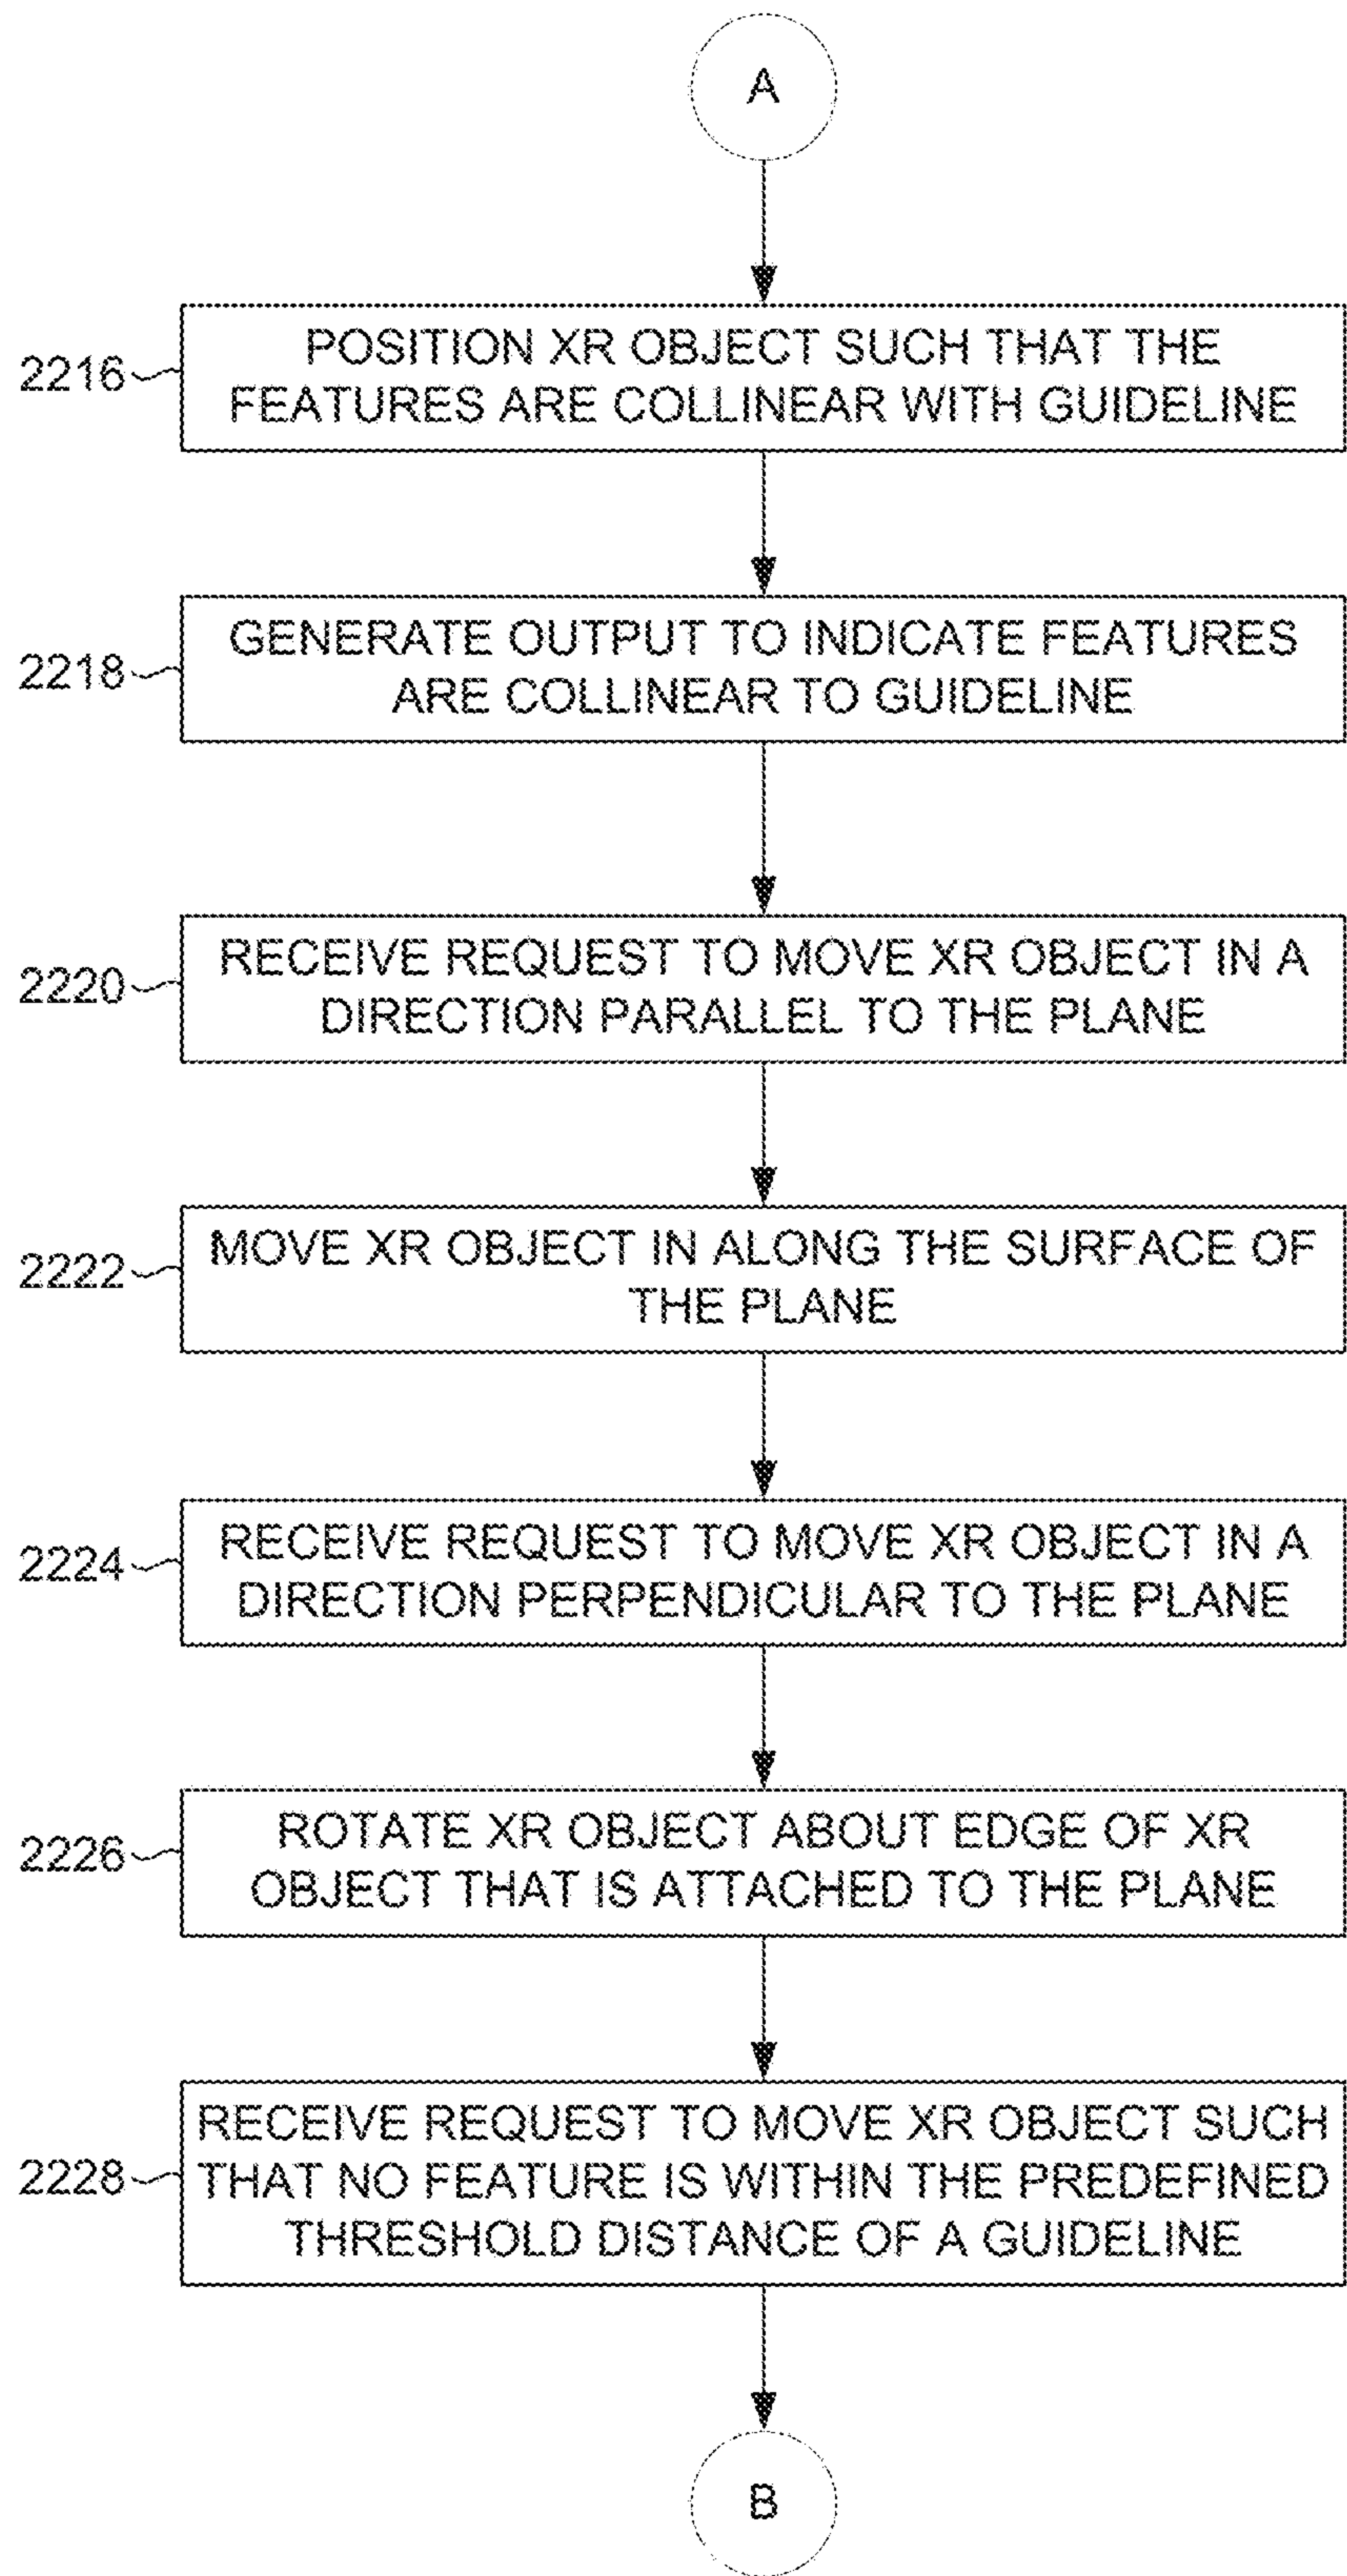 A
2216
POSITION XR OBJECT SUCH THAT THE
FEATURES ARE COLLINEAR WITH GUIDELINE
2218
GENERATE OUTPUT TO INDICATE FEATURES
ARE COLLINEAR TO GUIDELINE
2220
RECEIVE REQUEST TO MOVE XR OBJECT IN A
DIRECTION PARALLEL TO THE PLANE
2222
MOVE XR OBJECT IN ALONG THE SURFACE OF
THE PLANE
2224
RECEIVE REQUEST TO MOVE XR OBJECT IN A
DIRECTION PERPENDICULAR TO THE PLANE
2226
ROTATE XR OBJECT ABOUT EDGE OF XR
OBJECT THAT IS ATTACHED TO THE PLANE
2228
RECEIVE REQUEST TO MOVE XR OBJECT SUCH
THAT NO FEATURE IS WITHIN THE PREDEFINED
THRESHOLD DISTANCE OF A GUIDELINE
B